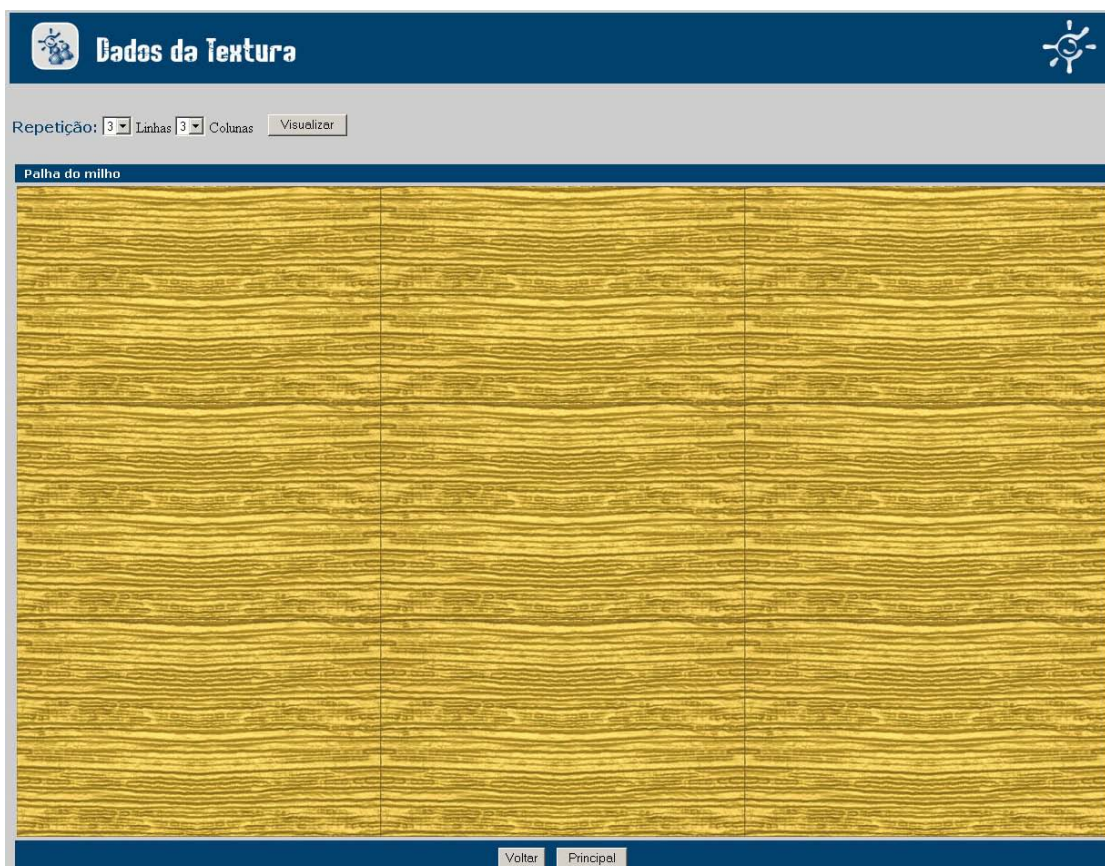 Dados da Textura
Repetição: 3 Linhas 3 Colunas Visualizar
Palha do milho
Voltar Principal